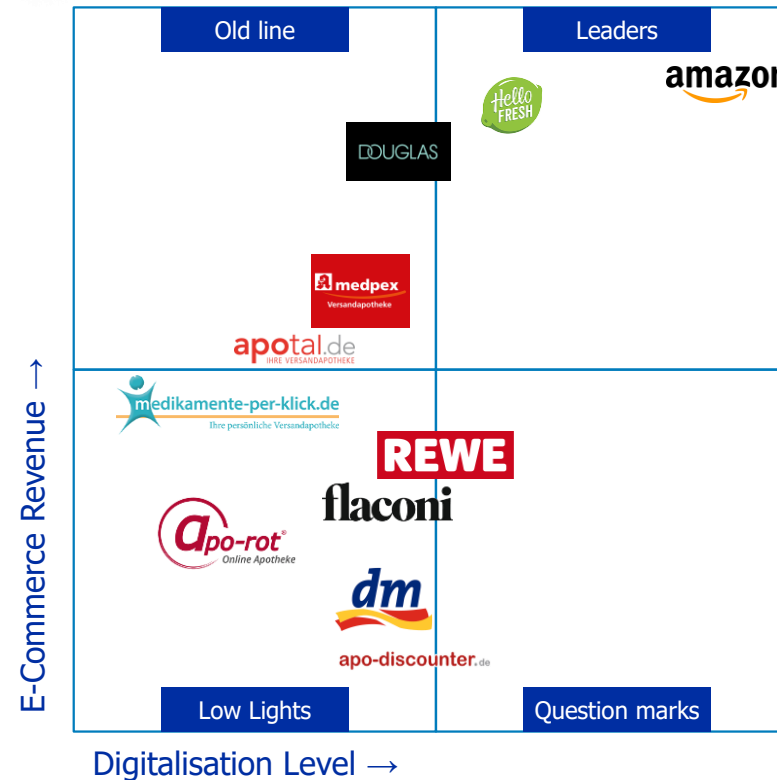 Old line
Leaders
amazon
Hello
FRESH
DOUGLAS
A medpex
Versandapotheke
apotal.de
IHRE VERSANDAPOTHEKE
medikamente-per-klick.de
Ihre persönliche Versandapotheke
REWE
flaconi
apo-rot®
Online Apotheke
dm
apo-discounter.de
E-Commerce Revenue →
Low Lights
Question marks
Digitalisation Level →